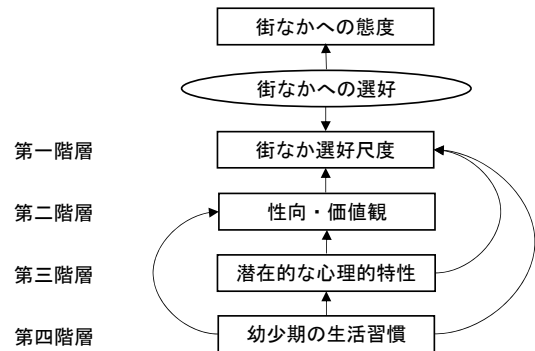 街なかへの態度
街なかへの選好
第一階層
街なか選好尺度
第二階層
性向・価値観
第三階層
潜在的な心理的特性
第四階層
幼少期の生活習慣